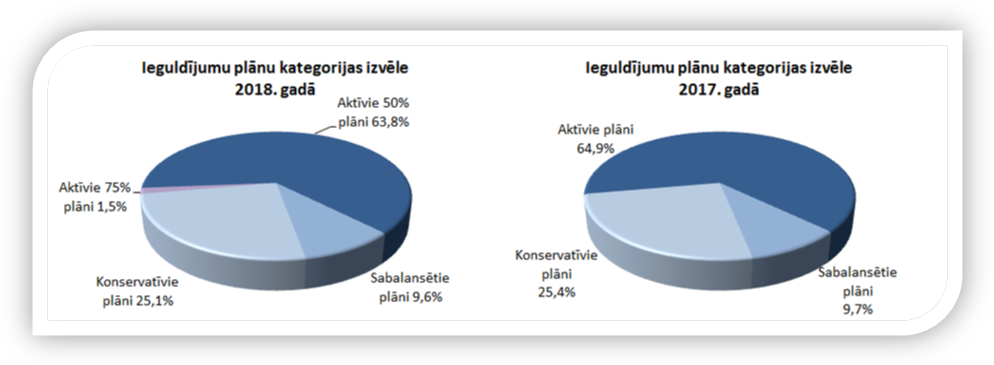 Ieguldījumu plānu kategorijas izvēle
2018. gadā
Aktīvie 50%
plāni 63,8%
Aktīvie 75%
plāni 1,5%
Konservatīvie
plāni 25,1%
Sabalansētie
plāni 9,6%
Ieguldījumu plānu kategorijas izvēle
2017. gadā
Aktīvie plāni
64,9%
Konservatīvie
plāni
25,4%
Sabalansētie
plāni
9,7%